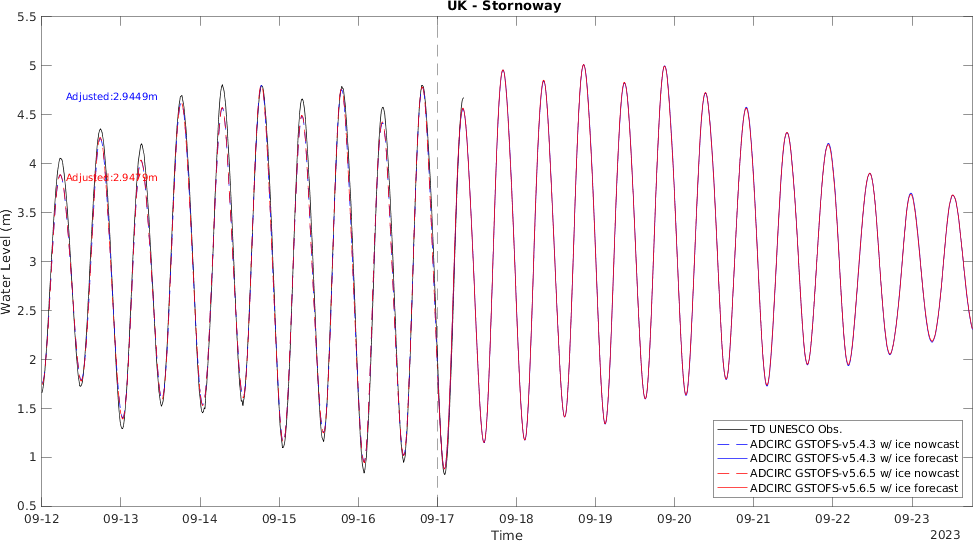 UK - Stornoway
5.5
5
4.5
4
3.5
3
2.5
2
1.5
1
0.5
Water Level (m)
Adjusted:2.9449m
Adjusted:2.9479m
TD UNESCO Obs.
ADCIRC GSTOFS-v5.4.3 w/ ice nowcast
ADCIRC GSTOFS-v5.4.3 w/ ice forecast
ADCIRC GSTOFS-v5.6.5 w/ ice nowcast
ADCIRC GSTOFS-v5.6.5 w/ ice forecast
09-12 09-13 09-14 09-15 09-16 09-17 09-18 09-19 09-20 09-21 09-22 09-23
Time
2023